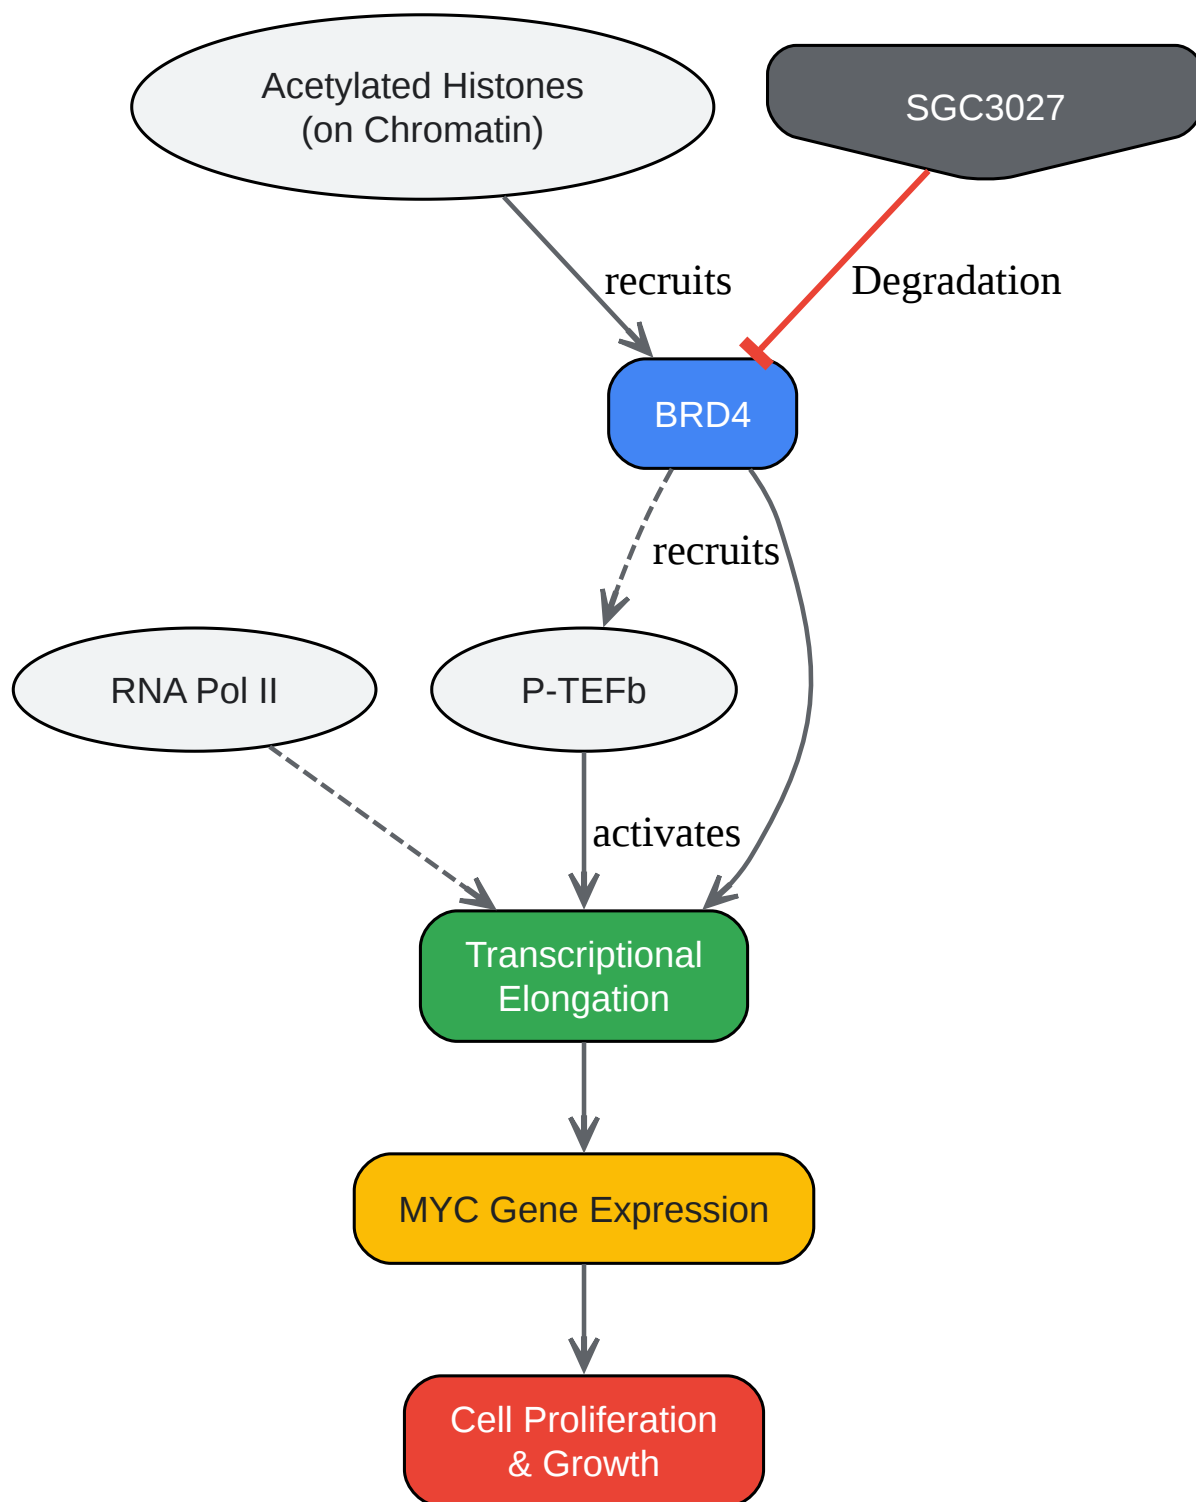 Acetylated Histones
(on Chromatin)
SGC3027
recruits
Degradation
BRD4
recruits
RNA Pol II
P-TEFb
activates
Transcriptional
Elongation
MYC Gene Expression
Cell Proliferation
& Growth